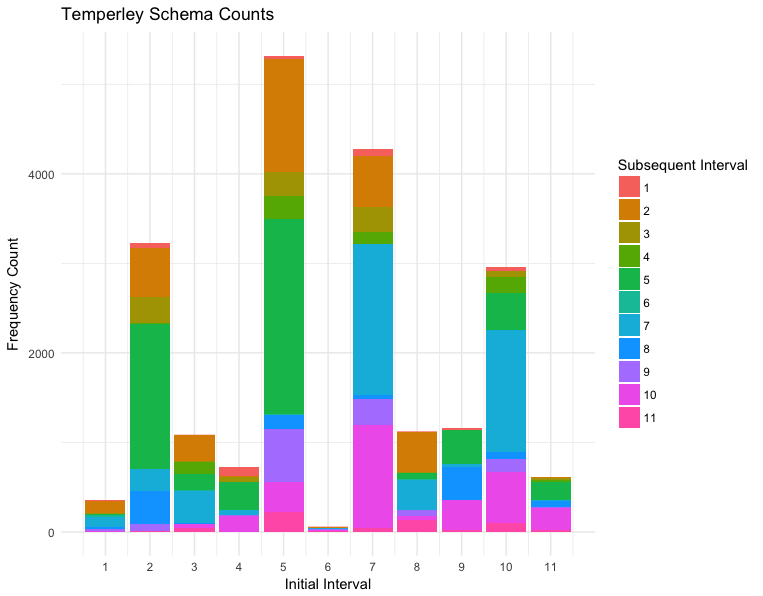 Temperley Schema Counts
Frequency Count
4000
2000
0
1 2 3 4 5 6 7 8 9 10 11
Initial Interval
Subsequent Interval
1
2
3
4
5
6
7
8
9
10
11